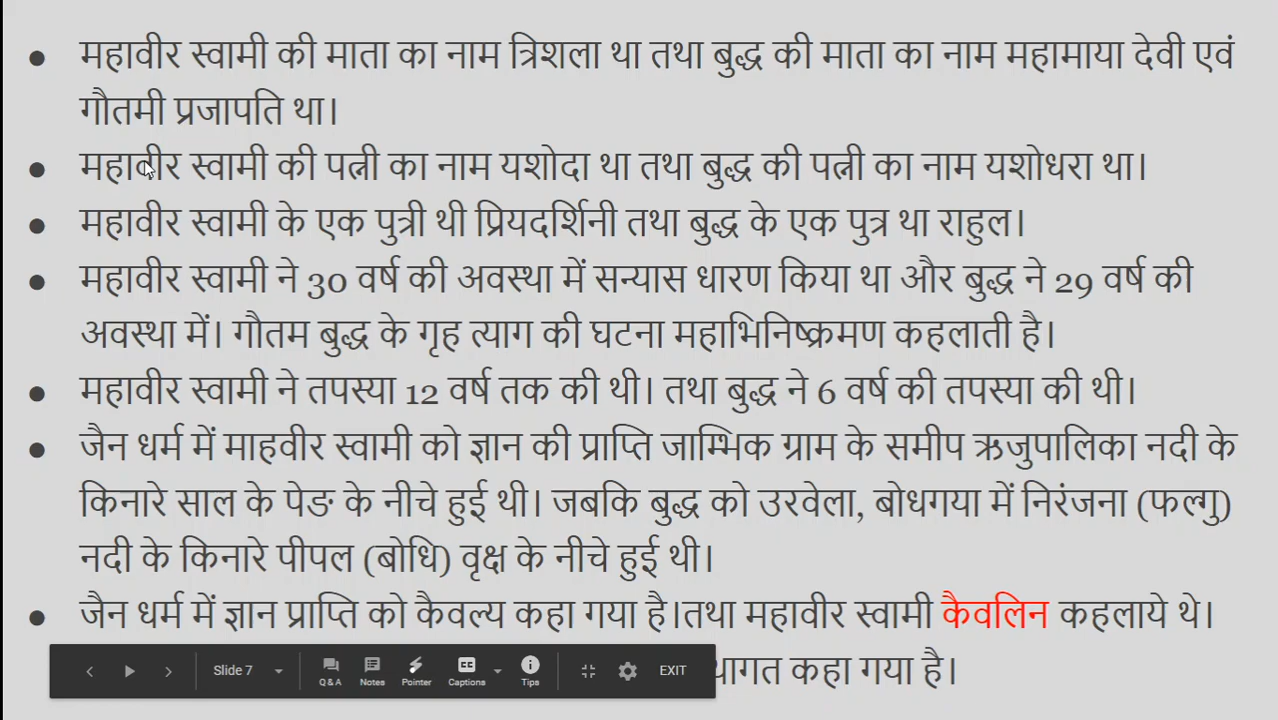 ● महावीर स्वामी की माता का नाम त्रिशला था तथा बुद्ध की माता का नाम महामाया देवी एवं
गौतमी प्रजापति था।
● महावीर स्वामी की पत्नी का नाम यशोदा था तथा बुद्ध की पत्नी का नाम यशोधरा था।
● महावीर स्वामी के एक पुत्री थी प्रियदर्शिनी तथा बुद्ध के एक पुत्र था राहुल।
● महावीर स्वामी ने 30 वर्ष की अवस्था में सन्यास धारण किया था और बुद्ध ने 29 वर्ष की
अवस्था में। गौतम बुद्ध के गृह त्याग की घटना महाभिनिष्क्रमण कहलाती है।
● महावीर स्वामी ने तपस्या 12 वर्ष तक की थी। तथा बुद्ध ने 6 वर्ष की तपस्या की थी।
● जैन धर्म में माहवीर स्वामी को ज्ञान की प्राप्ति जाम्भिक ग्राम के समीप ऋजुपालिका नदी के
किनारे साल के पेङ के नीचे हुई थी। जबकि बुद्ध को उरवेला, बोधगया में निरंजना (फल्गु)
नदी के किनारे पीपल (बोधि) वृक्ष के नीचे हुई थी।
● जैन धर्म में ज्ञान प्राप्ति को कैवल्य कहा गया है।तथा महावीर स्वामी कैवलिन कहलाये थे।
कहा गया है।
Slide 7 Q & A Notes Pointer Captions Tips EXIT